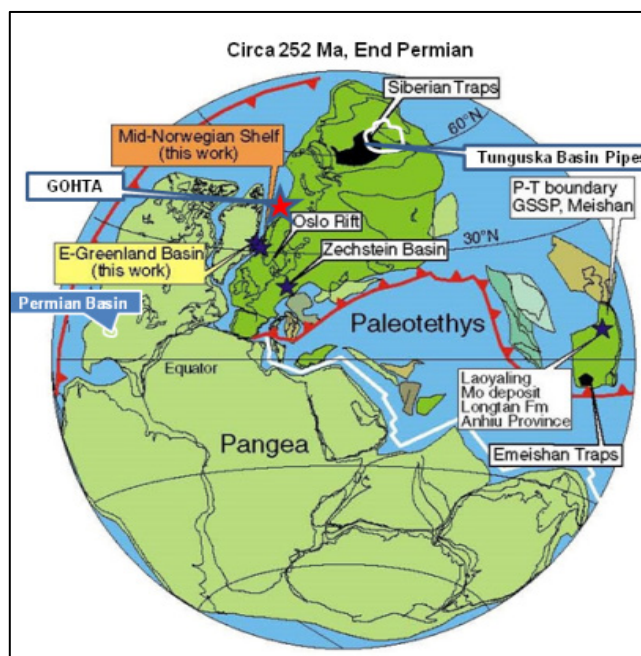 Circa 252 Ma, End Permian
Siberian Traps
60°N
Mid-Norwegian Shelf
(this work)
Tunguska Basin Pipes
GOHTA
P-T boundary
GSSP, Meishan
Oslo Rift
30°N
E-Greenland Basin
(this work)
Zechstein Basin
Permian Basin
Paleotethys
Equator
Laoyaling
Mo deposit
Longtan Fm
Anhiu Province
Pangea
Emeishan Traps